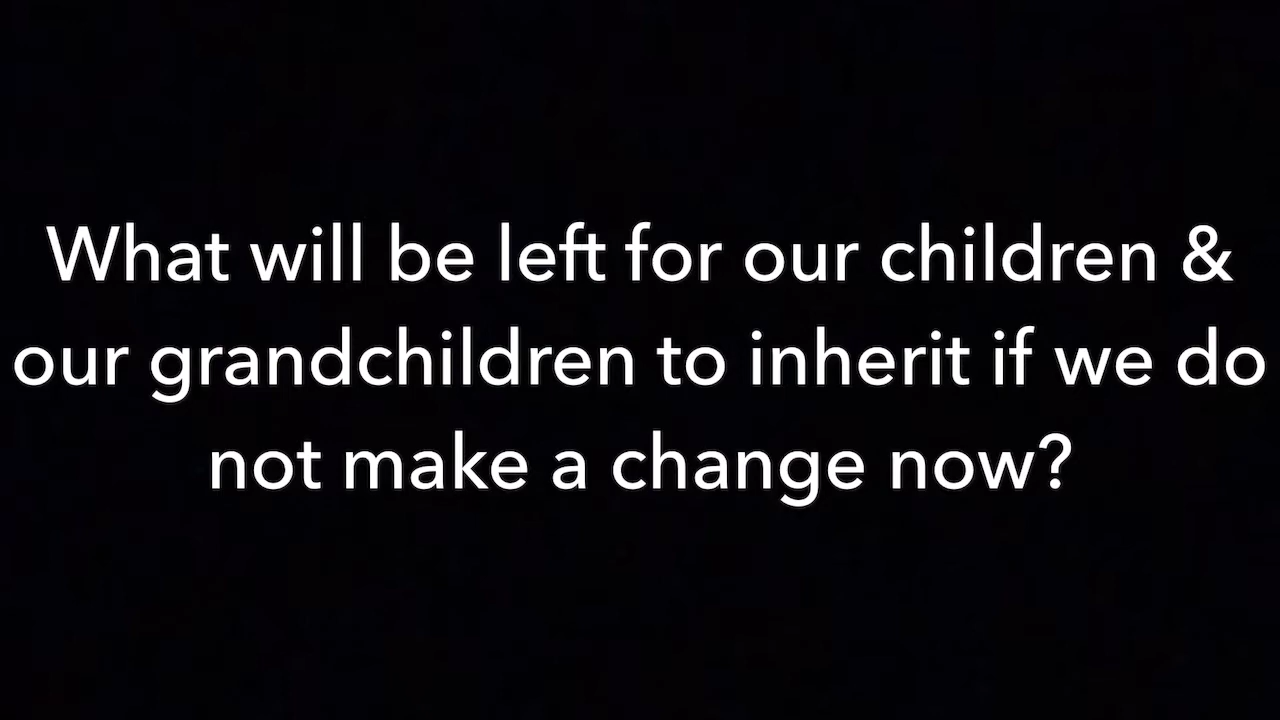 What will be left for our children &
our grandchildren to inherit if we do
not make a change now?